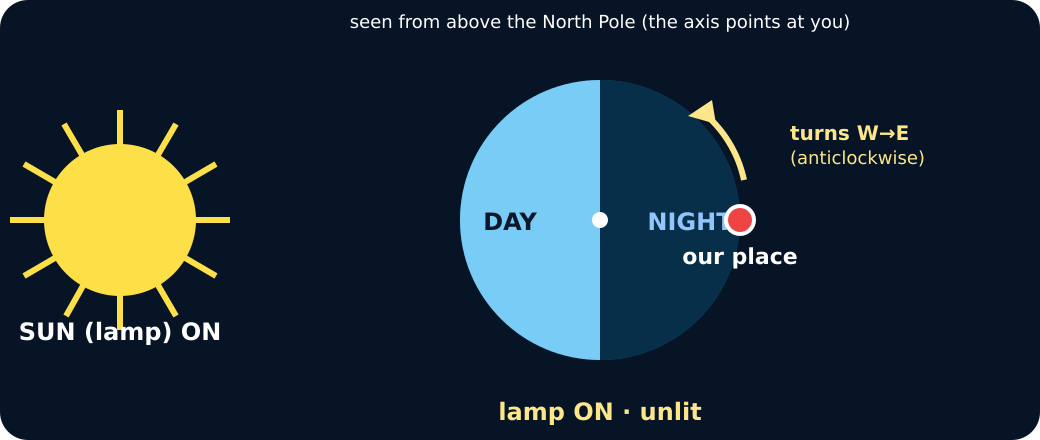 seen from above the North Pole (the axis points at you)
turns W→E
(anticlockwise)
DAY
NIGHT
our place
SUN (lamp) ON
lamp ON · unlit